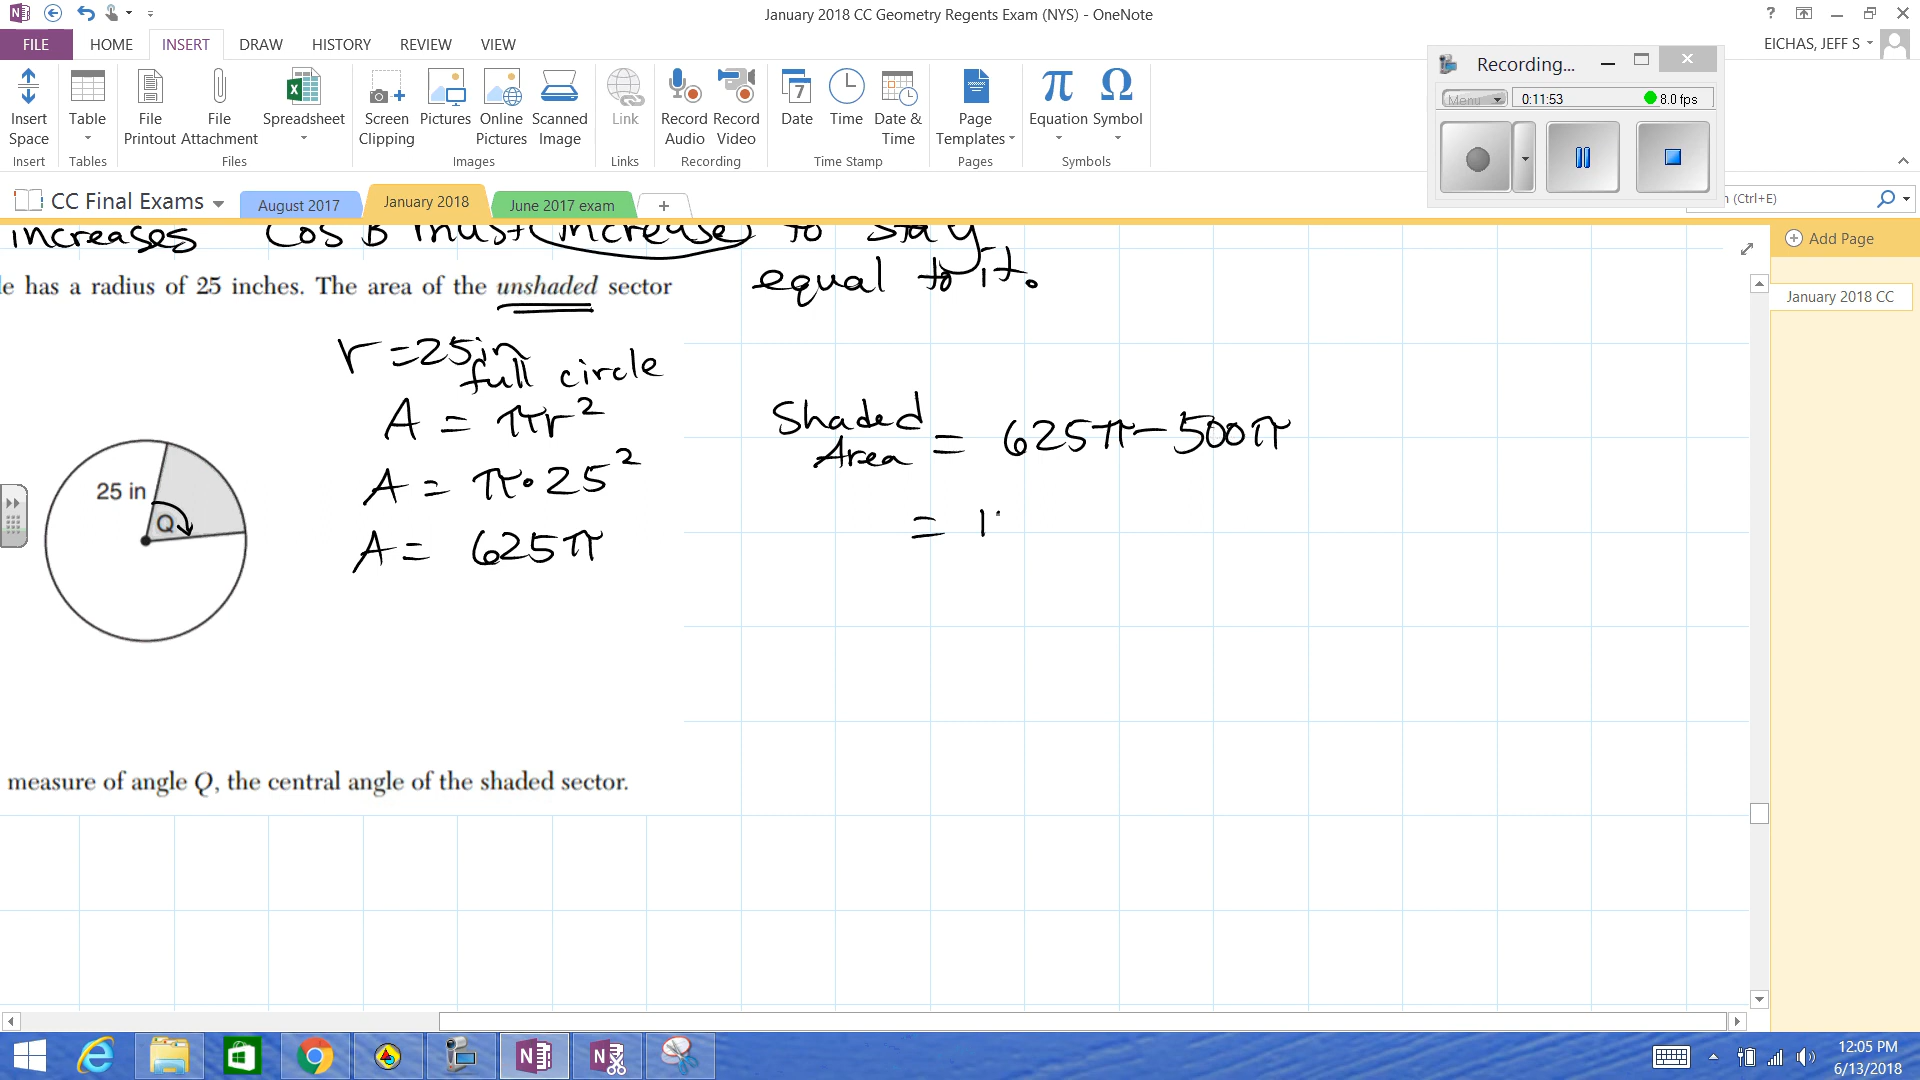 January 2018 CC Geometry Regents Exam (NYS) - OneNote
FILE HOME INSERT DRAW HISTORY REVIEW VIEW
EICHAS, JEFF S
Recording...
Menu 0:11:53 8.0 fps
Insert Space
Table
File Printout
File Attachment
Spreadsheet
Screen Clipping
Pictures
Online Pictures
Scanned Image
Link
Record Audio
Record Video
Date
Time
Date & Time
Page Templates
Equation
Symbol
Insert Tables Files Images Links Recording Time Stamp Pages Symbols
CC Final Exams August 2017 January 2018 June 2017 exam +
(Ctrl+E)
Add Page
January 2018 CC
increases Cos B must increase to stay
equal to it.
le has a radius of 25 inches. The area of the unshaded sector
r = 25in
full circle
A = πr²
A = π·25²
A = 625π
25 in
Q
Shaded Area = 625π - 500π
= 1
measure of angle Q, the central angle of the shaded sector.
12:05 PM
6/13/2018